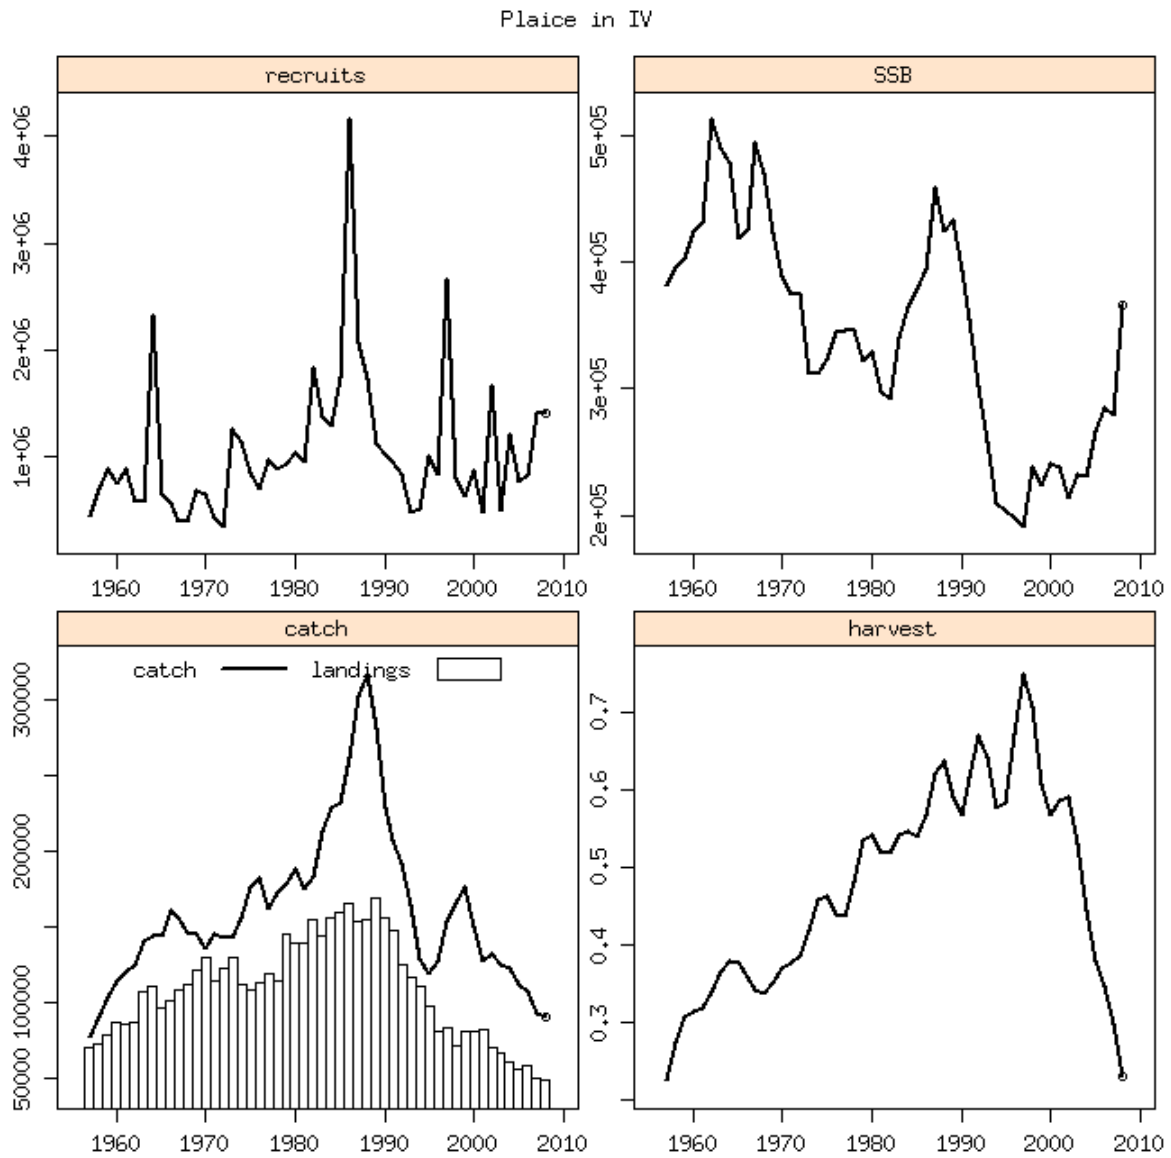 Plaice in IV
recruits
SSB
4e+06
3e+06
2e+06
1e+06
5e+05
4e+05
3e+05
2e+05
1960 1970 1980 1990 2000 2010
1960 1970 1980 1990 2000 2010
catch
harvest
catch landings
300000
200000
100000
50000
0.7
0.6
0.5
0.4
0.3
1960 1970 1980 1990 2000 2010
1960 1970 1980 1990 2000 2010